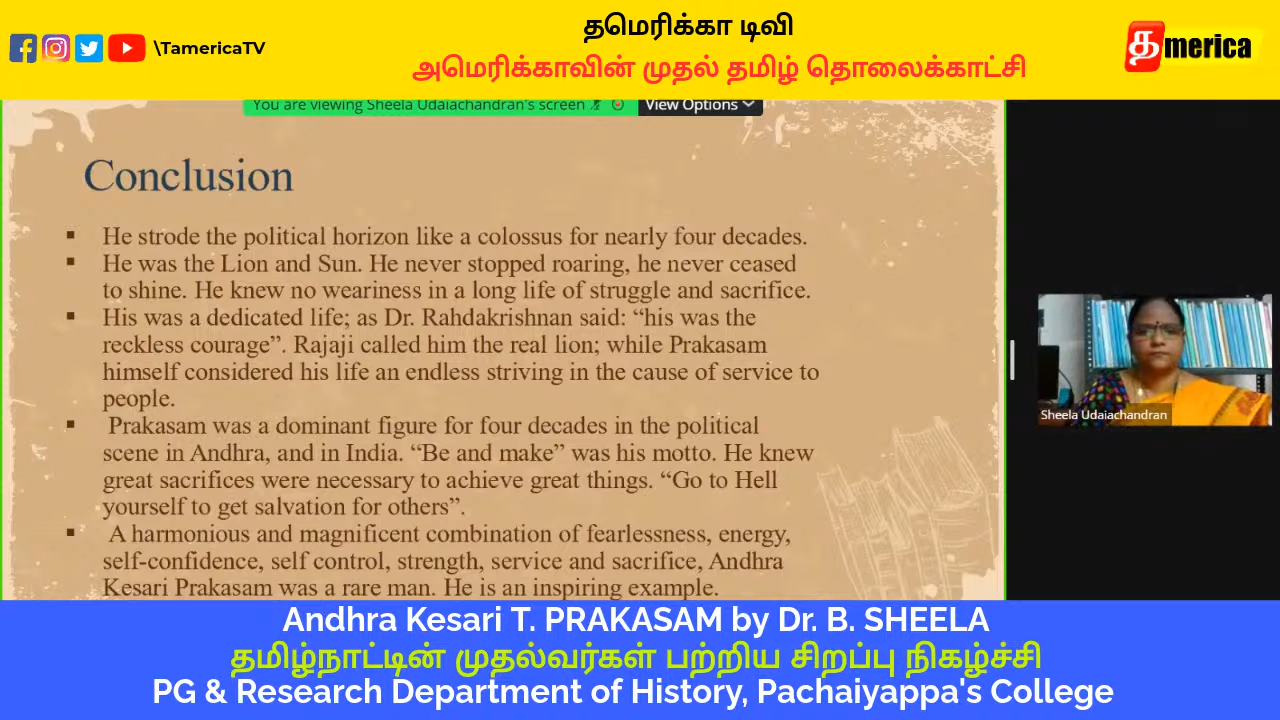 தமெரிக்கா டிவி
\TamericaTV
அமெரிக்காவின் முதல் தமிழ் தொலைக்காட்சி
தmerica
You are viewing Sheela Udaiachandran's screen
View Options
Conclusion
▪ He strode the political horizon like a colossus for nearly four decades.
▪ He was the Lion and Sun. He never stopped roaring, he never ceased
to shine. He knew no weariness in a long life of struggle and sacrifice.
▪ His was a dedicated life; as Dr. Rahdakrishnan said: “his was the
reckless courage”. Rajaji called him the real lion; while Prakasam
himself considered his life an endless striving in the cause of service to
people.
▪ Prakasam was a dominant figure for four decades in the political
scene in Andhra, and in India. “Be and make” was his motto. He knew
great sacrifices were necessary to achieve great things. “Go to Hell
yourself to get salvation for others”.
▪ A harmonious and magnificent combination of fearlessness, energy,
self-confidence, self control, strength, service and sacrifice, Andhra
Kesari Prakasam was a rare man. He is an inspiring example.
Sheela Udaiachandran
Andhra Kesari T. PRAKASAM by Dr. B. SHEELA
தமிழ்நாட்டின் முதல்வர்கள் பற்றிய சிறப்பு நிகழ்ச்சி
PG & Research Department of History, Pachaiyappa's College